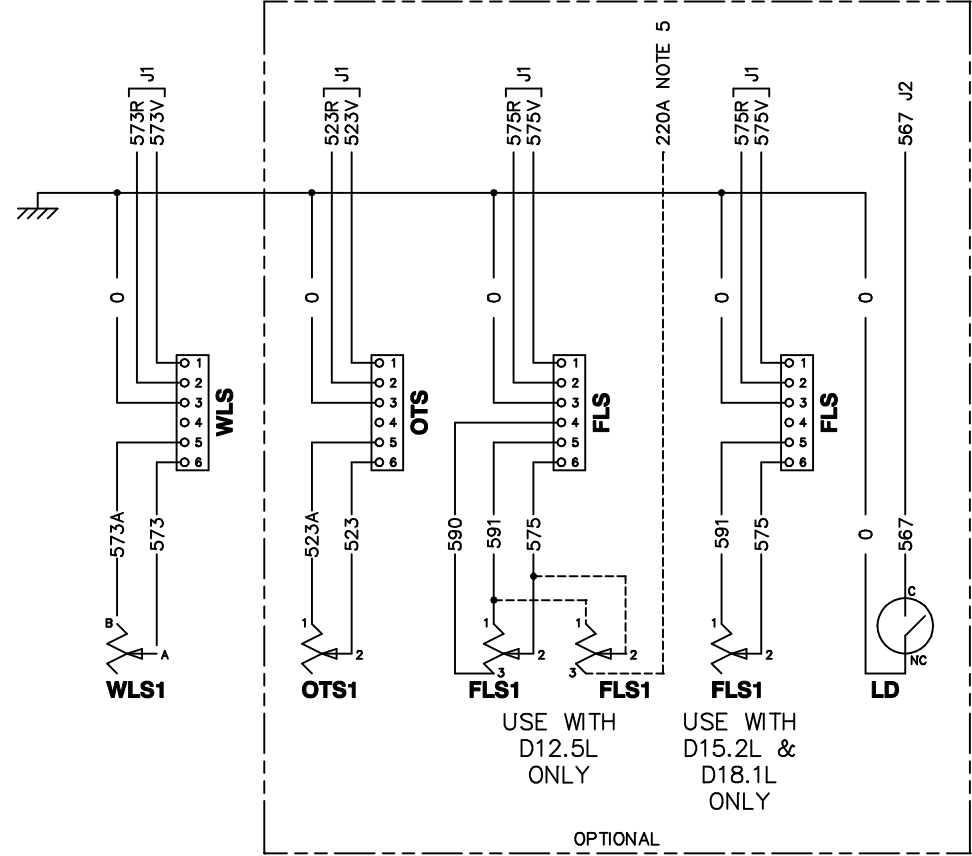 J1
573R
573V
J1
523R
523V
J1
575R
575V
220A NOTE 5
J1
575R
575V
567 J2
0
0
0
0
0
1
2
3
4
5
6
WLS
1
2
3
4
5
6
OTS
1
2
3
4
5
6
FLS
1
2
3
4
5
6
FLS
573A
573
523A
523
590
591
575
591
575
0
567
B
A
WLS1
1
2
OTS1
1
2
3
FLS1
1
2
3
FLS1
1
2
FLS1
C
NC
LD
USE WITH
D12.5L
ONLY
USE WITH
D15.2L &
D18.1L
ONLY
OPTIONAL